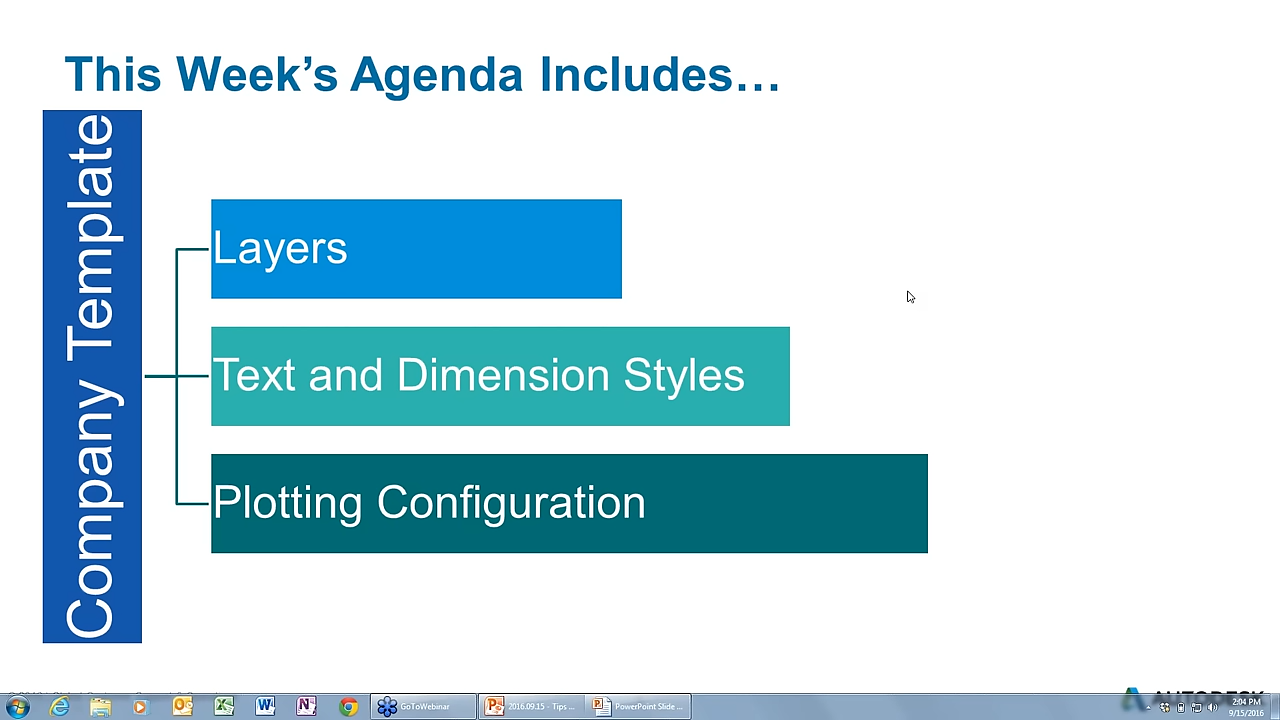 This Week's Agenda Includes…
Company Template
Layers
Text and Dimension Styles
Plotting Configuration
AUTODESK
GoToWebinar
2016.09.15 - Tips ...
PowerPoint Slide ...
2:04 PM
9/15/2016